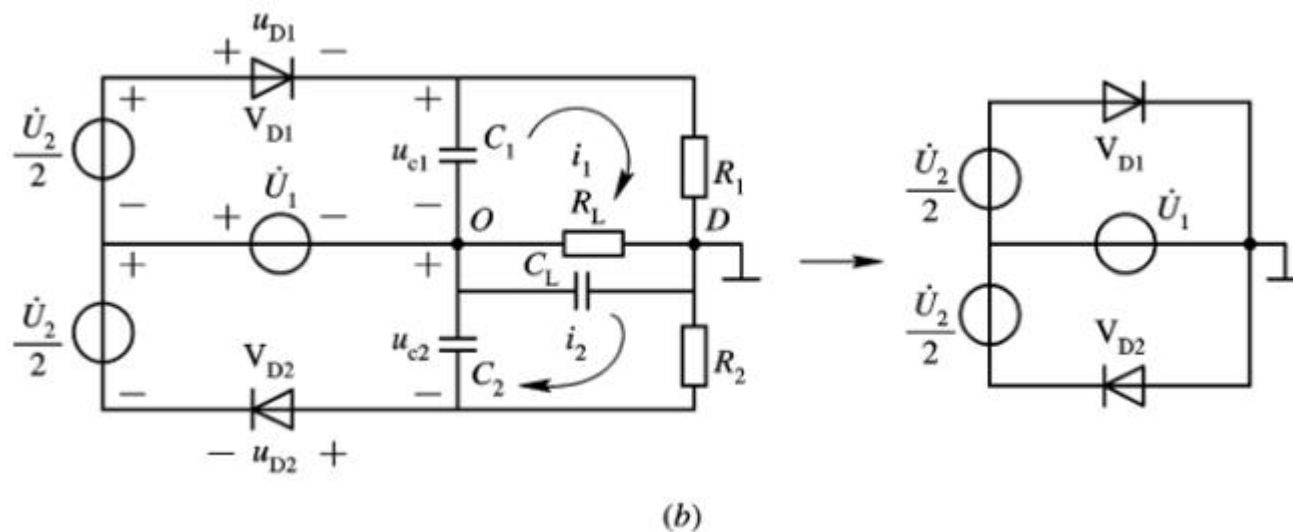 + u_D1 −
V_D1
U̇_2/2
+
−
+ U̇_1 −
+
u_c1
−
C_1
i_1
R_1
R_L
O
D
C_L
U̇_2/2
+
−
+
u_c2
−
C_2
i_2
R_2
V_D2
− u_D2 +
V_D1
U̇_2/2
U̇_1
U̇_2/2
V_D2
(b)